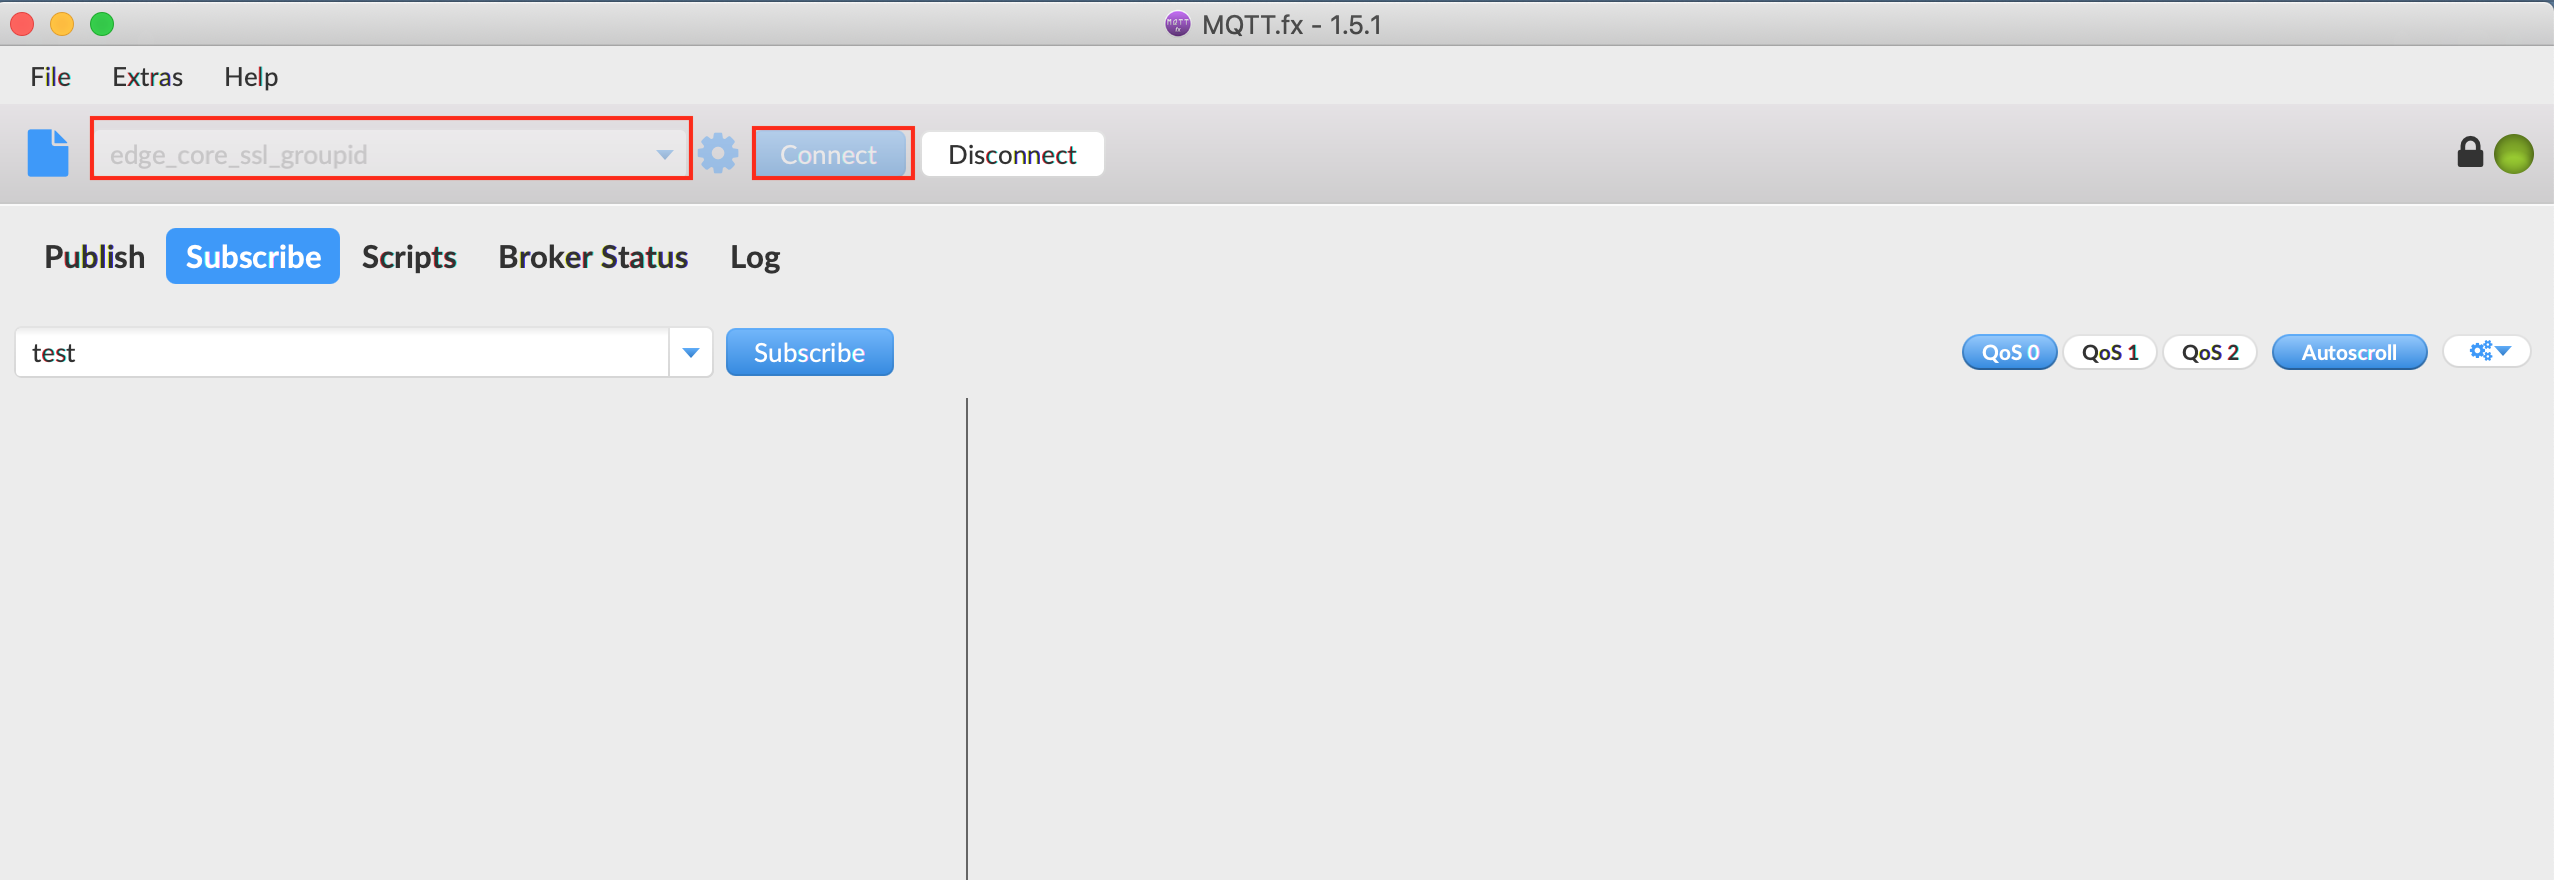 MQTT.fx - 1.5.1
File Extras Help
edge_core_ssl_groupid Connect Disconnect
Publish Subscribe Scripts Broker Status Log
test Subscribe QoS 0 QoS 1 QoS 2 Autoscroll